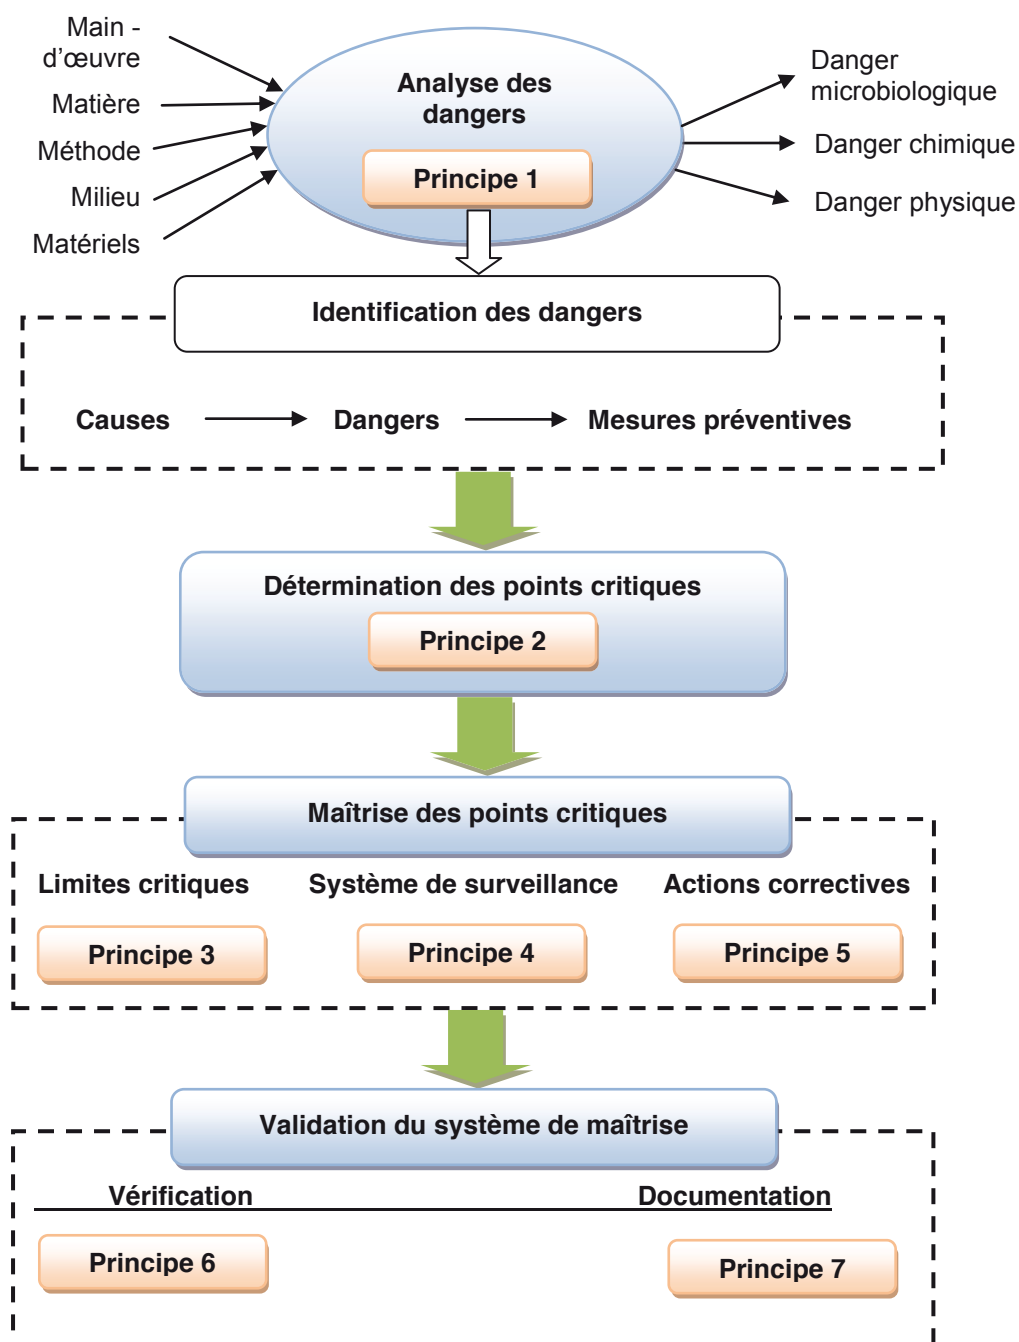 Main -
d'œuvre
Matière
Méthode
Milieu
Matériels
Analyse des
dangers
Principe 1
Danger
microbiologique
Danger chimique
Danger physique
Identification des dangers
Causes Dangers Mesures préventives
Détermination des points critiques
Principe 2
Maîtrise des points critiques
Limites critiques Système de surveillance Actions correctives
Principe 3 Principe 4 Principe 5
Validation du système de maîtrise
Vérification Documentation
Principe 6 Principe 7